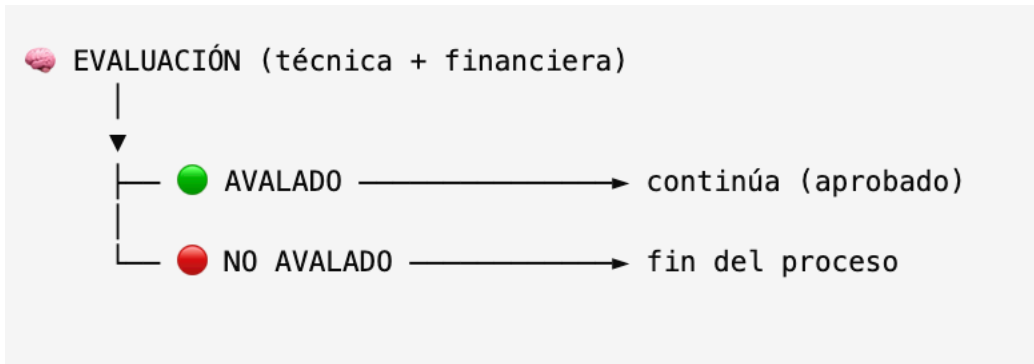 🧠 EVALUACIÓN (técnica + financiera)
🟢 AVALADO ────────────────► continúa (aprobado)
🔴 NO AVALADO ─────────────► fin del proceso